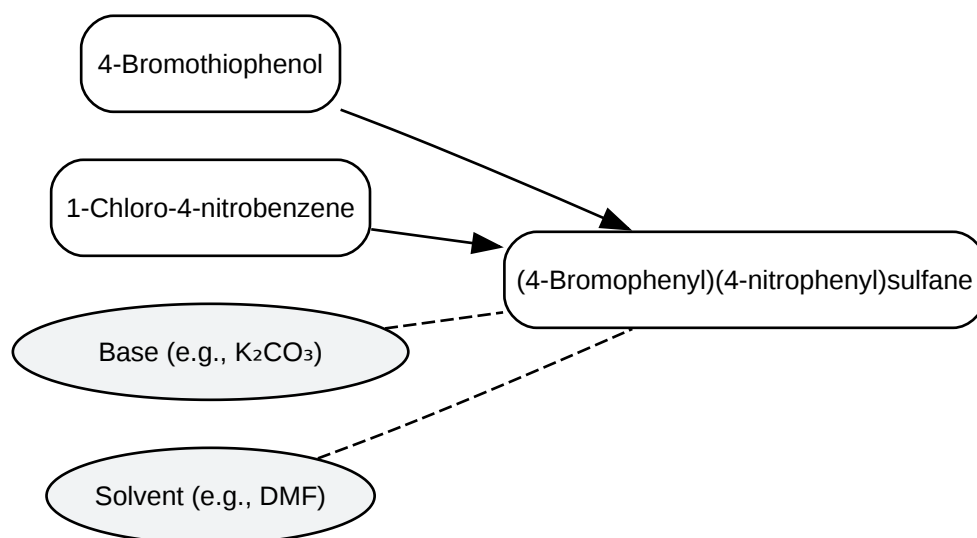 4-Bromothiophenol
1-Chloro-4-nitrobenzene
(4-Bromophenyl)(4-nitrophenyl)sulfane
Base (e.g., K₂CO₃)
Solvent (e.g., DMF)